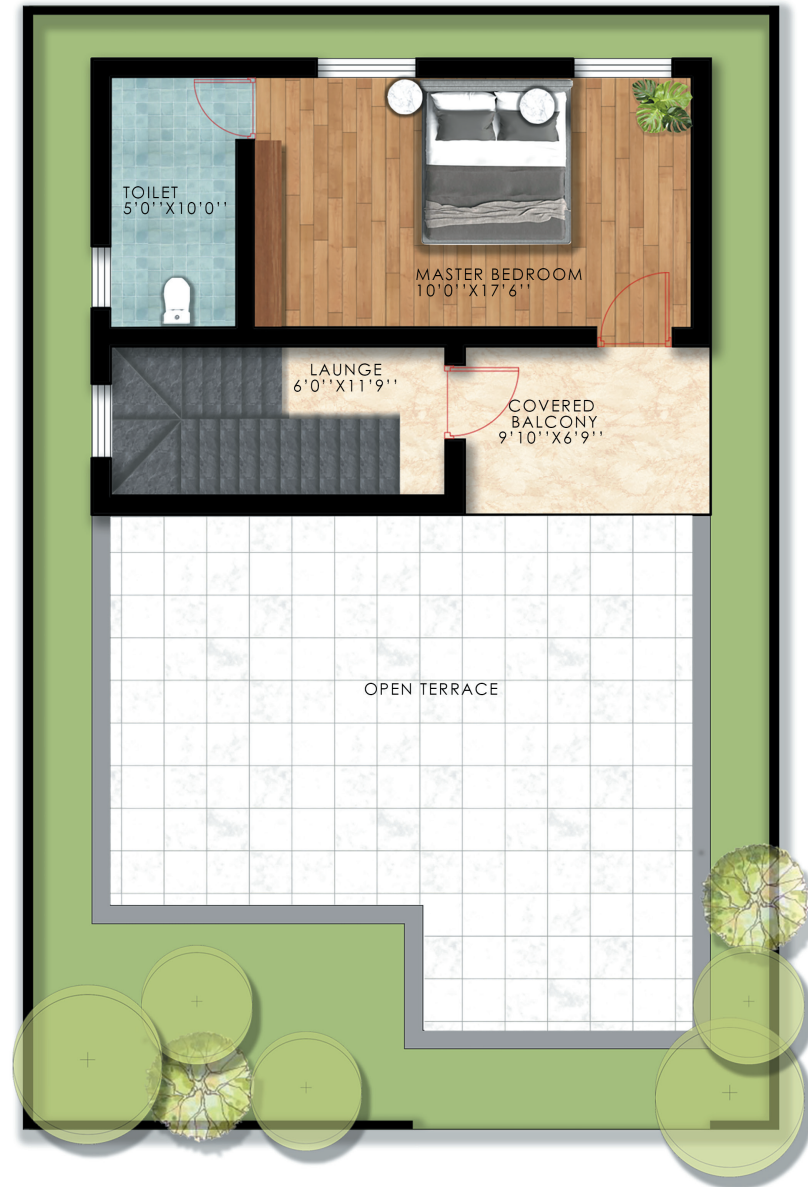 TOILET
5'0''X10'0''
MASTER BEDROOM
10'0''X17'6''
LAUNGE
6'0''X11'9''
COVERED
BALCONY
9'10''X6'9''
OPEN TERRACE